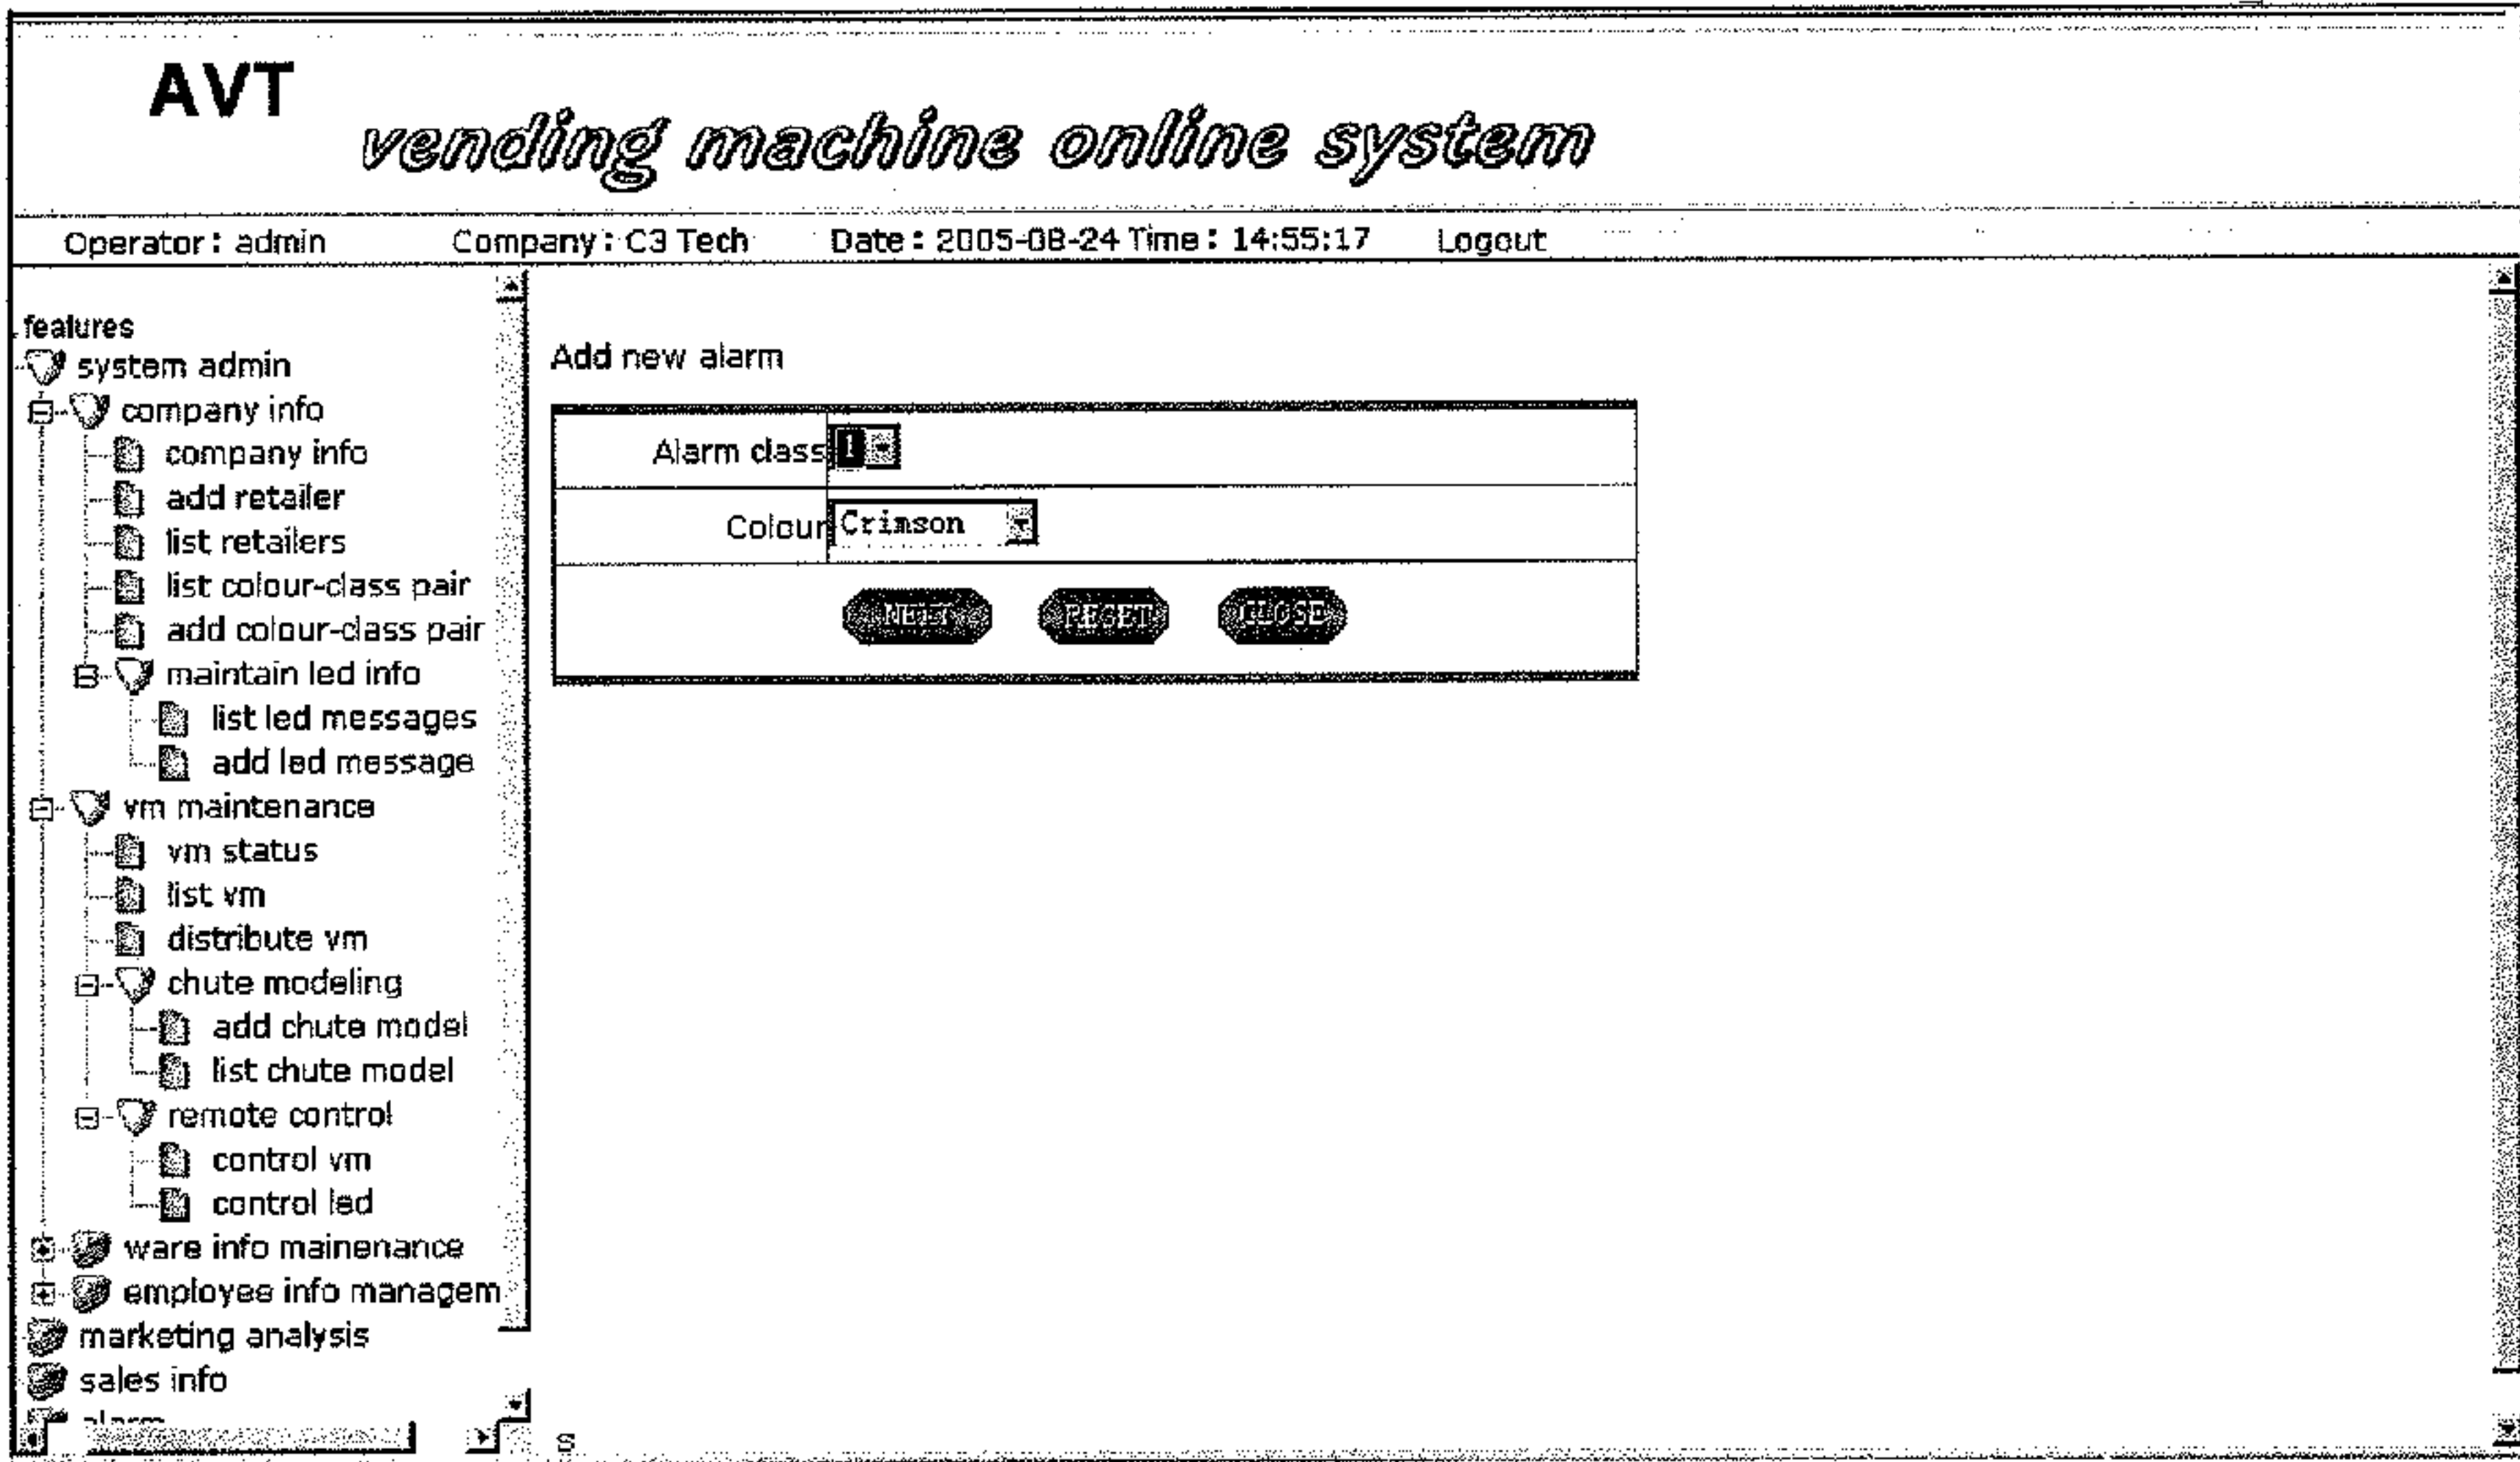 AVT
vending machine online system
Operator: admin Company: C3 Tech Date: 2005-08-24 Time: 14:55:17 Logout
features
system admin
company info
company info
add retailer
list retailers
list colour-class pair
add colour-class pair
maintain led info
list led messages
add led message
vm maintenance
vm status
list vm
distribute vm
chute modeling
add chute model
list chute model
remote control
control vm
control led
ware info mainenance
employee info managem
marketing analysis
sales info
alarm
Add new alarm
Alarm class 1
Colour Crimson
RESET CLOSE
S